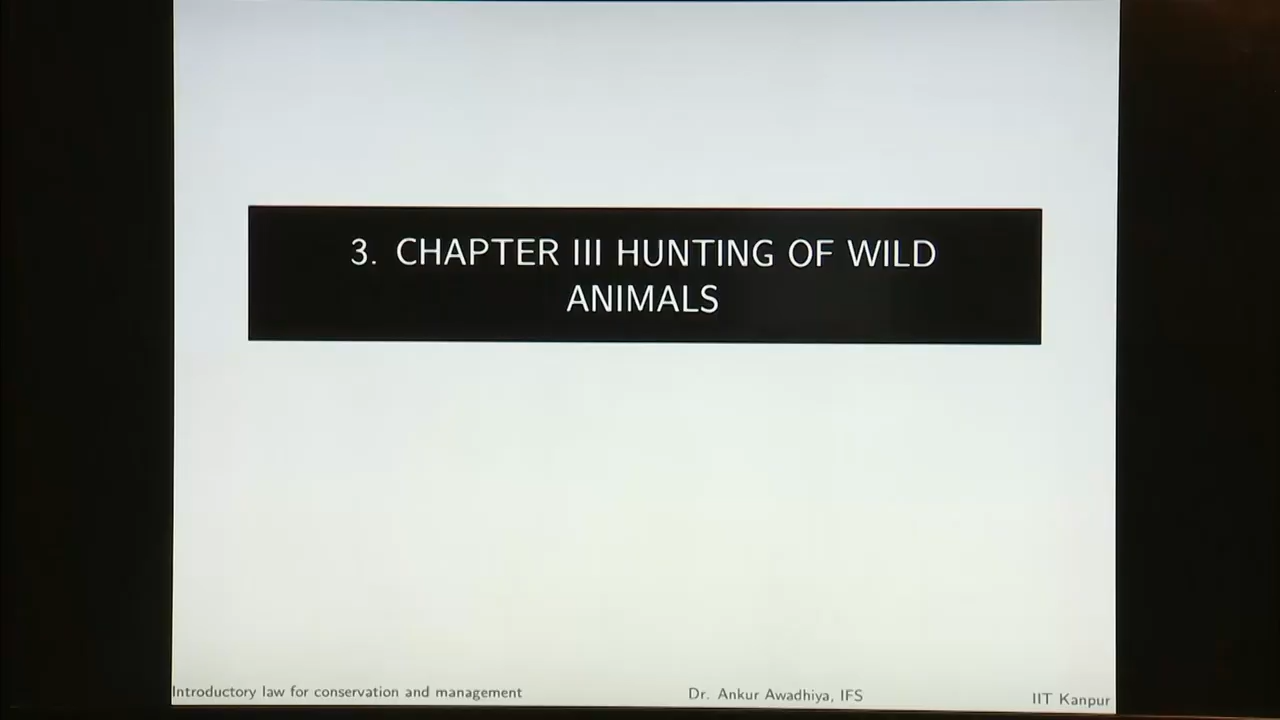 3. CHAPTER III HUNTING OF WILD
ANIMALS
Introductory law for conservation and management
Dr. Ankur Awadhiya, IFS
IIT Kanpur